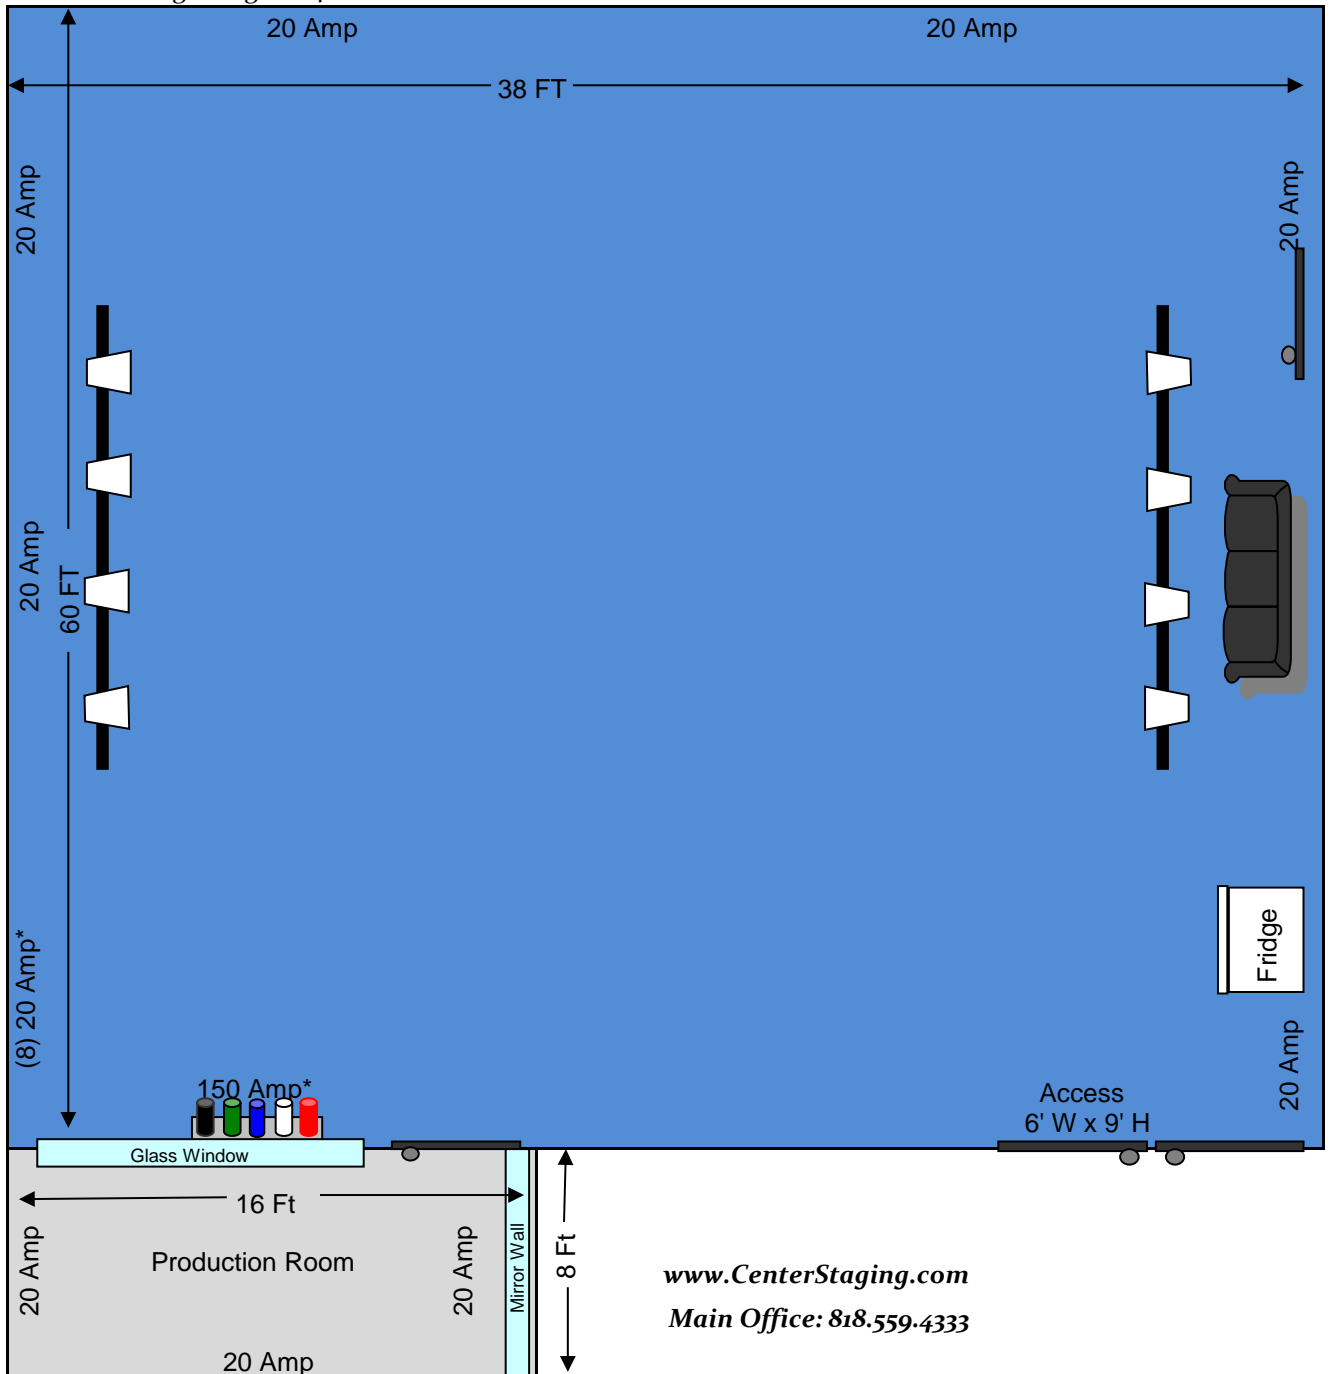 20 Amp
20 Amp
38 FT
20 Amp
20 Amp
20 Amp
60 FT
(8) 20 Amp*
Fridge
20 Amp
150 Amp*
Access
6' W x 9' H
Glass Window
16 Ft
20 Amp
Production Room
20 Amp
Mirror Wall
8 Ft
20 Amp
www.CenterStaging.com
Main Office: 818.559.4333